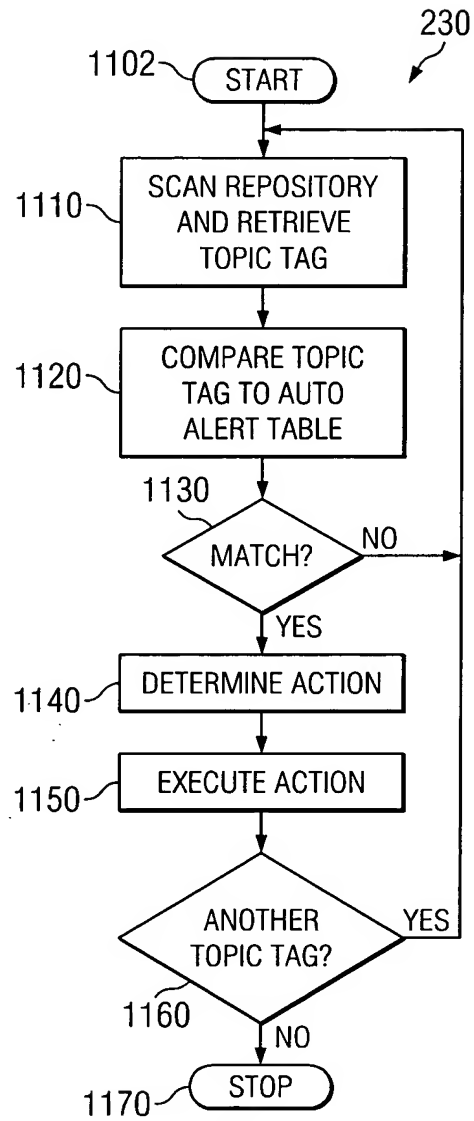 230
1102
START
1110
SCAN REPOSITORY
AND RETRIEVE
TOPIC TAG
1120
COMPARE TOPIC
TAG TO AUTO
ALERT TABLE
1130
MATCH?
NO
YES
1140
DETERMINE ACTION
1150
EXECUTE ACTION
ANOTHER
TOPIC TAG?
YES
1160
NO
1170
STOP